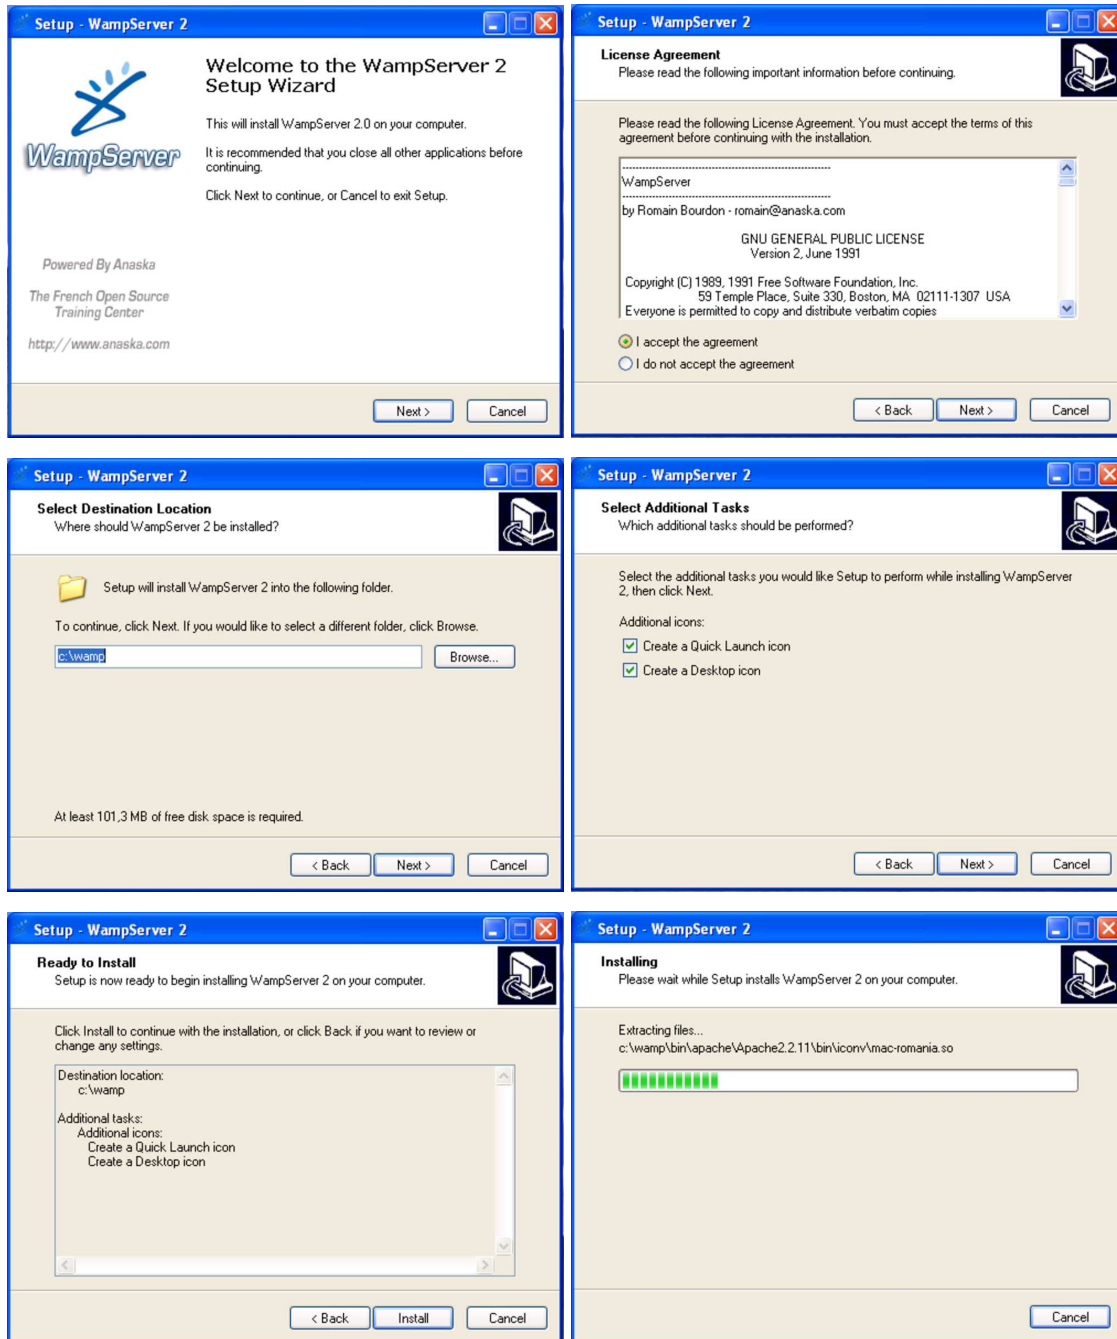 Setup - WampServer 2
WampServer
Powered By Anaska
The French Open Source
Training Center
http://www.anaska.com
Welcome to the WampServer 2
Setup Wizard
This will install WampServer 2.0 on your computer.
It is recommended that you close all other applications before
continuing.
Click Next to continue, or Cancel to exit Setup.
Next >
Cancel
Setup - WampServer 2
License Agreement
Please read the following important information before continuing.
Please read the following License Agreement. You must accept the terms of this
agreement before continuing with the installation.
------------------------------------------------------------
WampServer
------------------------------------------------------------
by Romain Bourdon - romain@anaska.com
GNU GENERAL PUBLIC LICENSE
Version 2, June 1991
Copyright (C) 1989, 1991 Free Software Foundation, Inc.
59 Temple Place, Suite 330, Boston, MA  02111-1307  USA
Everyone is permitted to copy and distribute verbatim copies
I accept the agreement
I do not accept the agreement
< Back
Next >
Cancel
Setup - WampServer 2
Select Destination Location
Where should WampServer 2 be installed?
Setup will install WampServer 2 into the following folder.
To continue, click Next. If you would like to select a different folder, click Browse.
c:\wamp
Browse...
At least 101,3 MB of free disk space is required.
< Back
Next >
Cancel
Setup - WampServer 2
Select Additional Tasks
Which additional tasks should be performed?
Select the additional tasks you would like Setup to perform while installing WampServer
2, then click Next.
Additional icons:
Create a Quick Launch icon
Create a Desktop icon
< Back
Next >
Cancel
Setup - WampServer 2
Ready to Install
Setup is now ready to begin installing WampServer 2 on your computer.
Click Install to continue with the installation, or click Back if you want to review or
change any settings.
Destination location:
c:\wamp
Additional tasks:
Additional icons:
Create a Quick Launch icon
Create a Desktop icon
< Back
Install
Cancel
Setup - WampServer 2
Installing
Please wait while Setup installs WampServer 2 on your computer.
Extracting files...
c:\wamp\bin\apache\Apache2.2.11\bin\iconv\mac-romania.so
Cancel